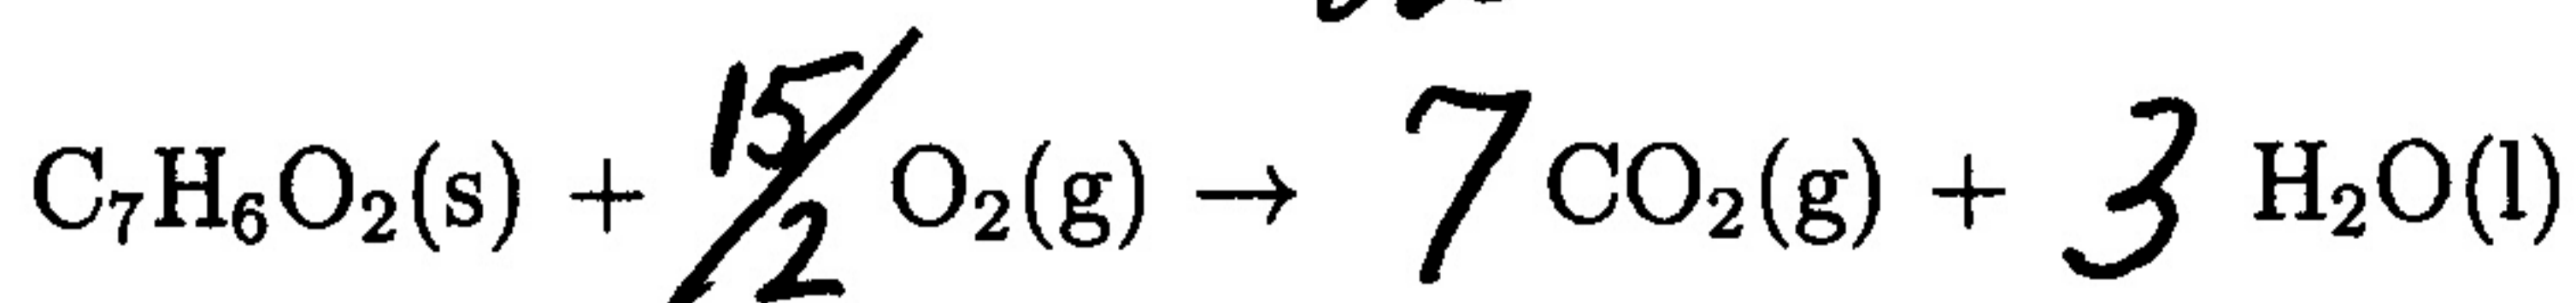 C₇H₆O₂(s) + 15/2 O₂(g) → 7 CO₂(g) + 3 H₂O(l)